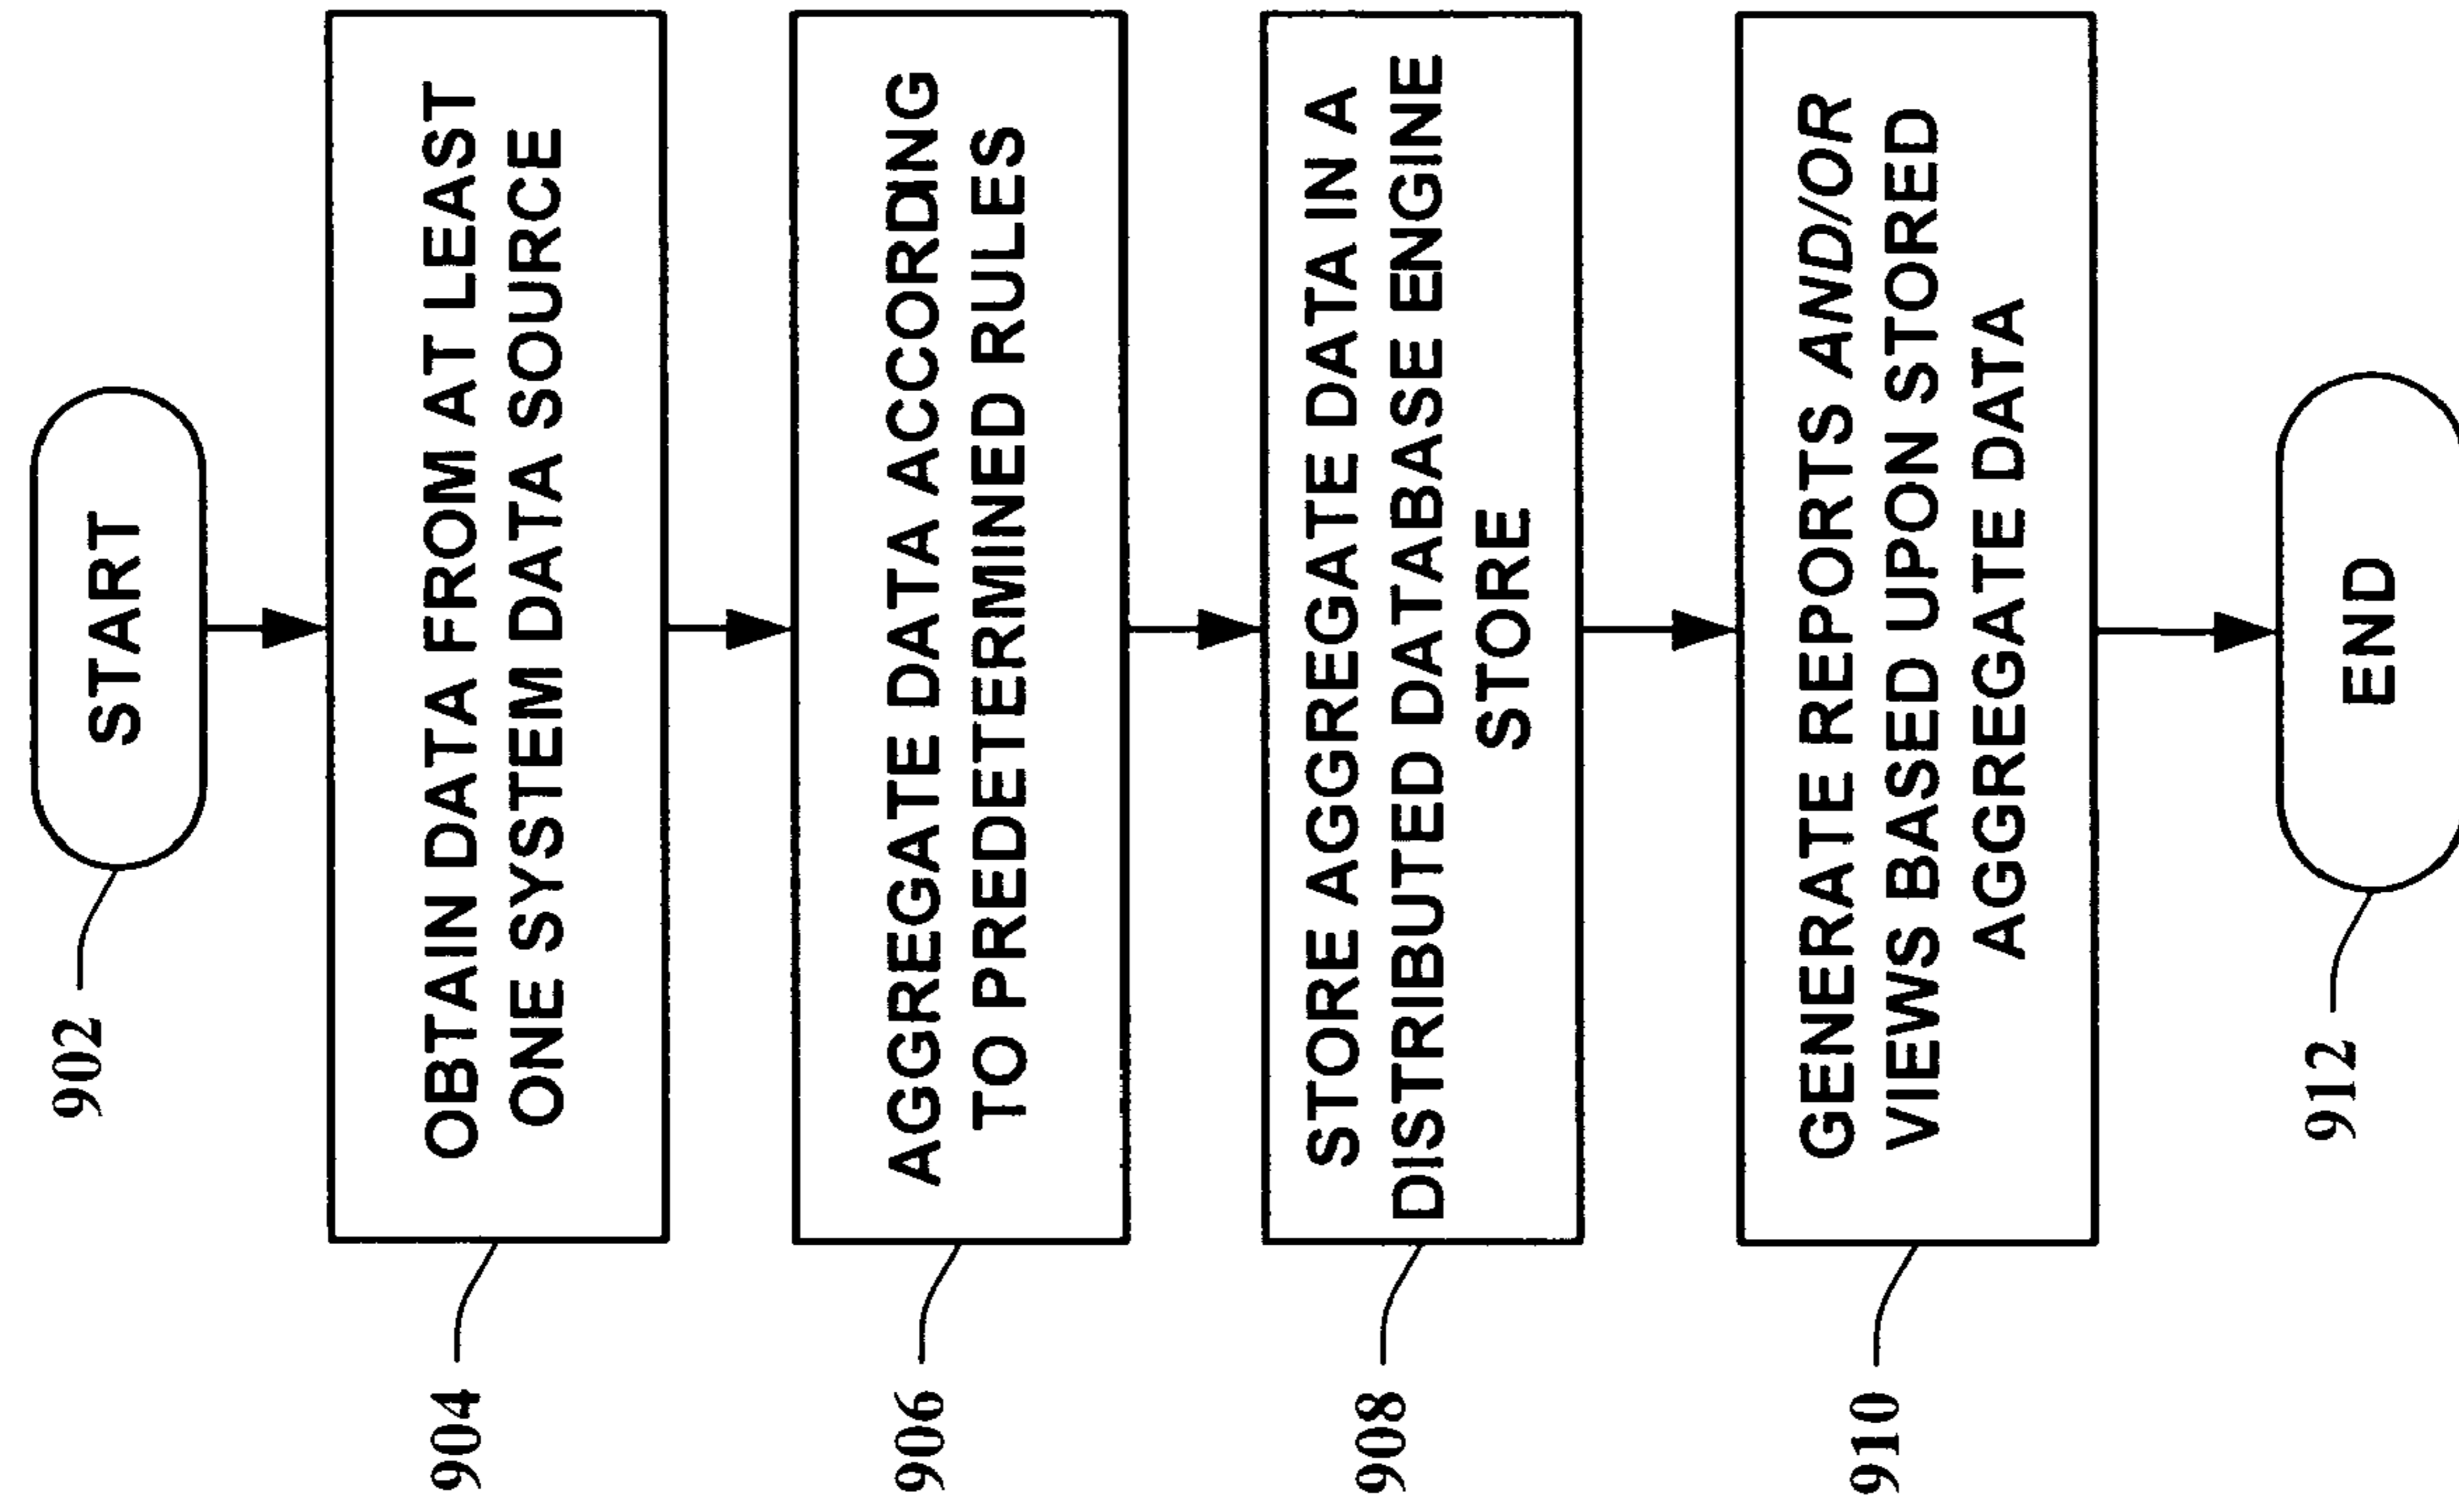 START
902
OBTAIN DATA FROM AT LEAST
ONE SYSTEM DATA SOURCE
904
AGGREGATE DATA ACCORDING
TO PREDETERMINED RULES
906
STORE AGGREGATE DATA IN A
DISTRIBUTED DATABASE ENGINE
STORE
908
GENERATE REPORTS AND/OR
VIEWS BASED UPON STORED
AGGREGATE DATA
910
END
912